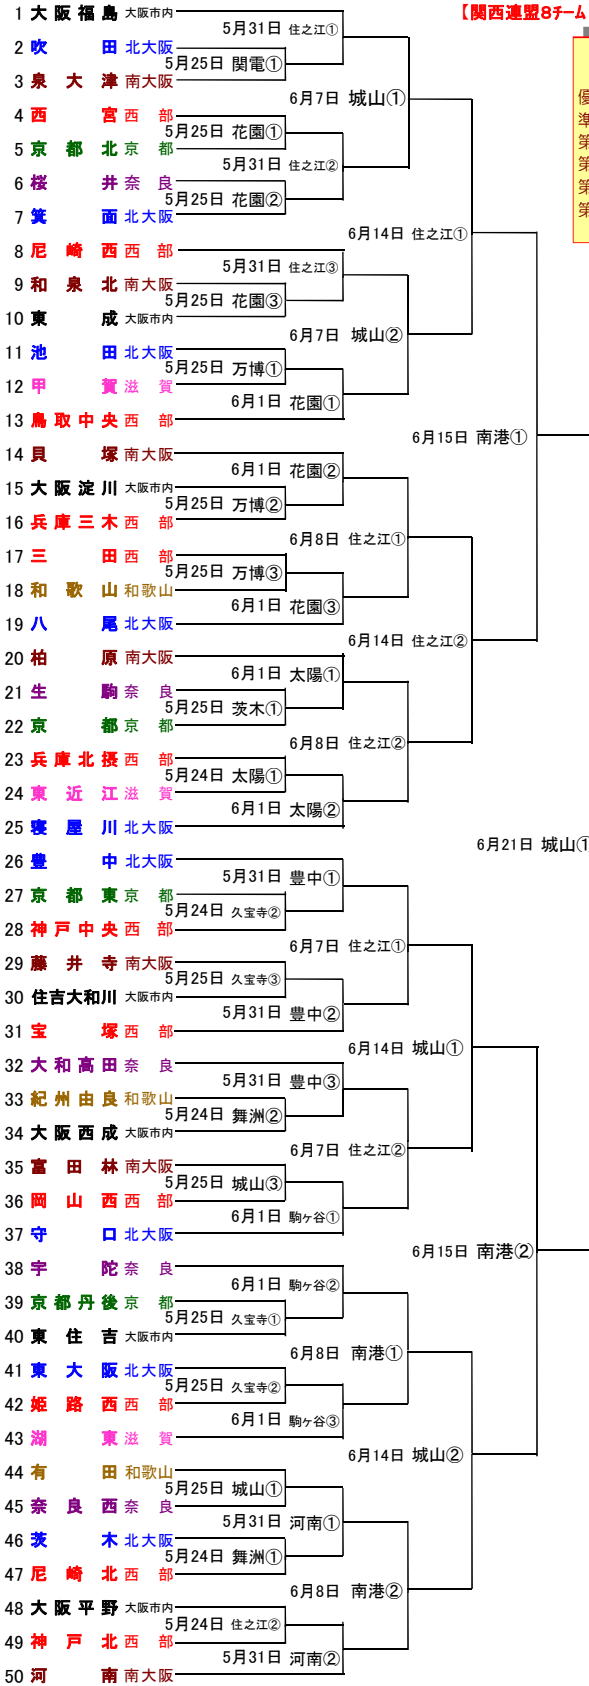 【関西連盟8チーム
1 大阪福島 大阪市内
5月31日 住之江①
2 吹田 北大阪
5月25日 関電①
3 泉大津 南大阪
6月7日 城山①
4 西宮 西部
5月25日 花園①
5 京都北 京都
5月31日 住之江②
6 桜井 奈良
5月25日 花園②
7 箕面 北大阪
6月14日 住之江①
8 尼崎西 西部
5月31日 住之江③
9 和泉北 南大阪
5月25日 花園③
10 東成 大阪市内
6月7日 城山②
11 池田 北大阪
5月25日 万博①
12 甲賀 滋賀
6月1日 花園①
13 鳥取中央 西部
6月15日 南港①
14 貝塚 南大阪
6月1日 花園②
15 大阪淀川 大阪市内
5月25日 万博②
16 兵庫三木 西部
6月8日 住之江①
17 三田 西部
5月25日 万博③
18 和歌山 和歌山
6月1日 花園③
19 八尾 北大阪
6月14日 住之江②
20 柏原 南大阪
6月1日 太陽①
21 生駒 奈良
5月25日 茨木①
22 京都 京都
6月8日 住之江②
23 兵庫北摂 西部
5月24日 太陽①
24 東近江 滋賀
6月1日 太陽②
25 寝屋川 北大阪
6月21日 城山①
26 豊中 北大阪
5月31日 豊中①
27 京都東 京都
5月24日 久宝寺②
28 神戸中央 西部
6月7日 住之江①
29 藤井寺 南大阪
5月25日 久宝寺③
30 住吉大和川 大阪市内
5月31日 豊中②
31 宝塚 西部
6月14日 城山①
32 大和高田 奈良
5月31日 豊中③
33 紀州由良 和歌山
5月24日 舞洲②
34 大阪西成 大阪市内
6月7日 住之江②
35 富田林 南大阪
5月25日 城山③
36 岡山西 西部
6月1日 駒ヶ谷①
37 守口 北大阪
6月15日 南港②
38 宇陀 奈良
6月1日 駒ヶ谷②
39 京都丹後 京都
5月25日 久宝寺①
40 東住吉 大阪市内
6月8日 南港①
41 東大阪 北大阪
5月25日 久宝寺②
42 姫路西 西部
6月1日 駒ヶ谷③
43 湖東 滋賀
6月14日 城山②
44 有田 和歌山
5月25日 城山①
45 奈良西 奈良
5月31日 河南①
46 茨木 北大阪
5月24日 舞洲①
47 尼崎北 西部
6月8日 南港②
48 大阪平野 大阪市内
5月24日 住之江②
49 神戸北 西部
5月31日 河南②
50 河南 南大阪
優
準
第
第
第
第